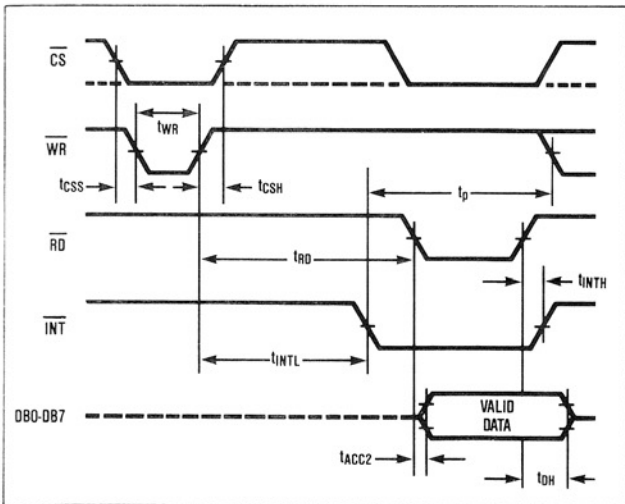 CS
tWR
WR
tCSS
tCSH
tP
RD
tRD
tINTH
INT
tINTL
DB0-DB7
VALID
DATA
tACC2
tDH